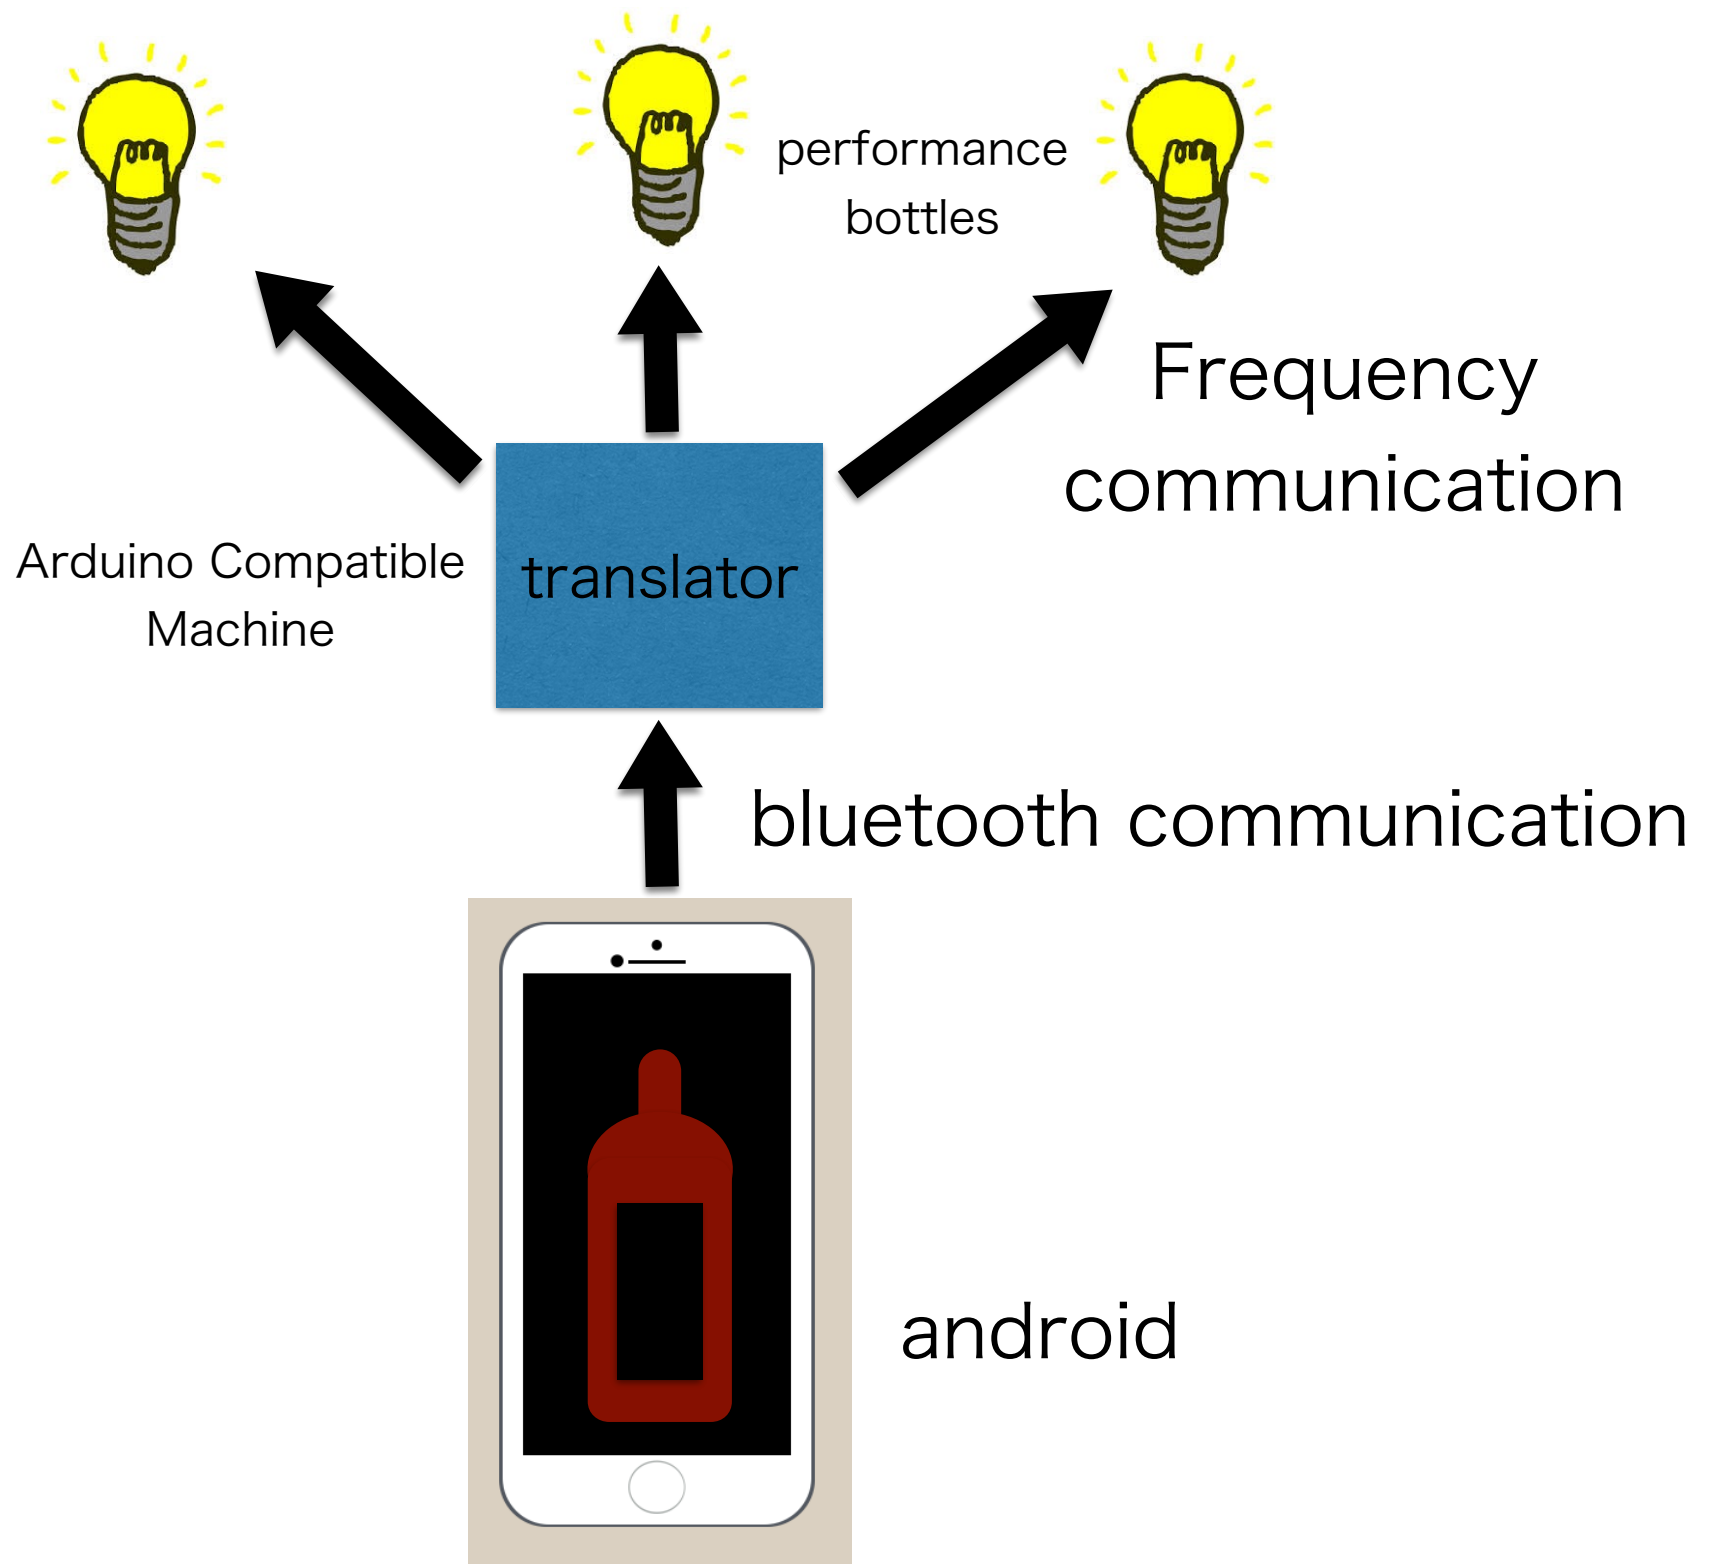 performance
bottles
Frequency
communication
Arduino Compatible
Machine
translator
bluetooth communication
android